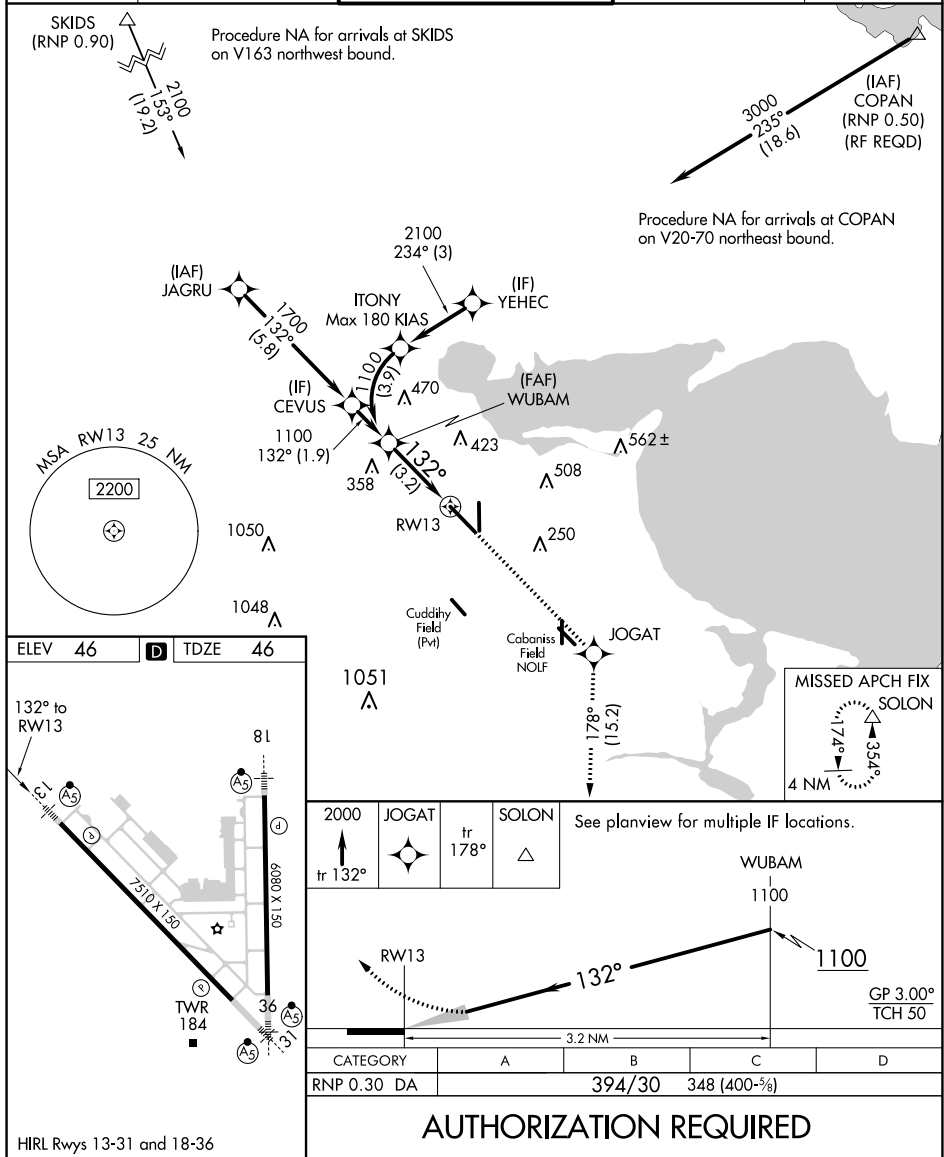 SKIDS
(RNP 0.90)
Procedure NA for arrivals at SKIDS
on V163 northwest bound.
2100
153°
(19.2)
(IAF)
COPAN
(RNP 0.50)
(RF REQD)
3000
235°
(18.6)
Procedure NA for arrivals at COPAN
on V20-70 northeast bound.
2100
234° (3)
(IAF)
JAGRU
ITONY
Max 180 KIAS
(IF)
YEHEC
1700
132°
(5.8)
1100
(3.9)
(IF)
CEVUS
470
(FAF)
WUBAM
1100
132° (1.9)
132°
(3.2)
423
562 ±
358
508
MSA RW13 25 NM
2200
RW13
1050
250
1048
Cuddihy
Field
(Pvt)
Cabaniss
Field
NOLF
JOGAT
1051
178°
(15.2)
MISSED APCH FIX
SOLON
174°
354°
4 NM
ELEV 46
D
TDZE 46
132° to
RW13
13
A5
P
7510 X 150
18
A5
P
6080 X 150
P
TWR
184
36
A5
31
A5
HIRL Rwys 13-31 and 18-36
2000
tr 132°
JOGAT
tr
178°
SOLON
See planview for multiple IF locations.
WUBAM
1100
RW13
132°
1100
GP 3.00°
TCH 50
3.2 NM
CATEGORY A B C D
RNP 0.30 DA 394/30 348 (400-⅝)
AUTHORIZATION REQUIRED